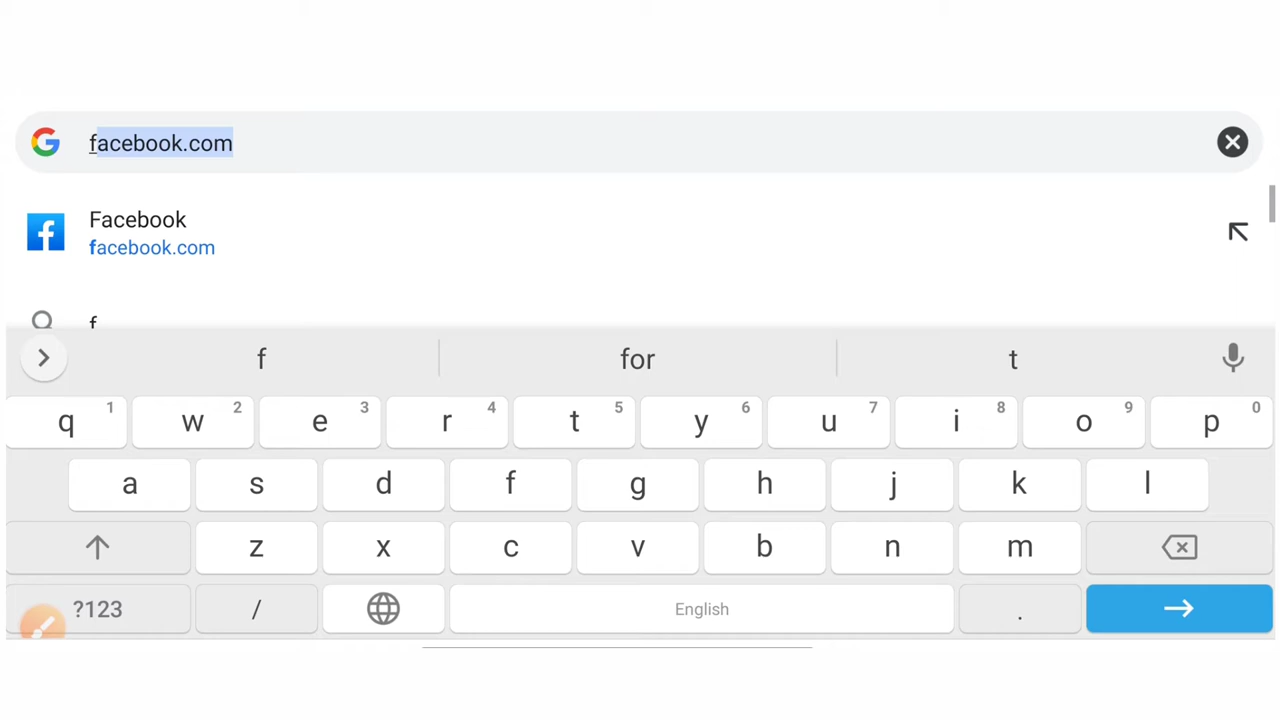 facebook.com
Facebook
facebook.com
f
f for t
q 1 w 2 e 3 r 4 t 5 y 6 u 7 i 8 o 9 p 0
a s d f g h j k l
z x c v b n m
?123 / English .